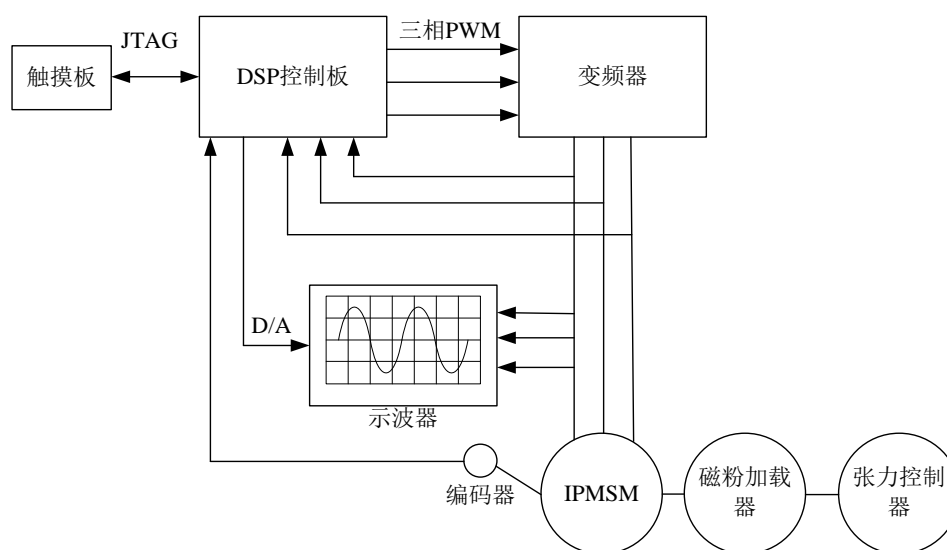 JTAG
三相PWM
触摸板
DSP控制板
变频器
D/A
示波器
编码器
IPMSM
磁粉加载
器
张力控制
器